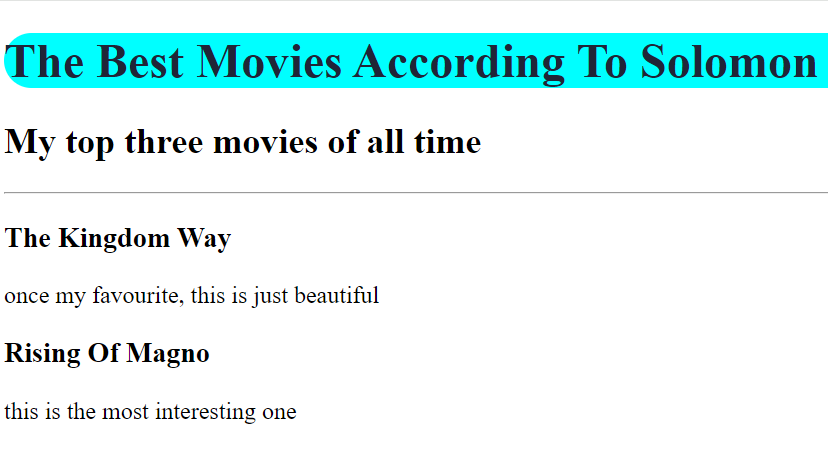 The Best Movies According To Solomon
My top three movies of all time
The Kingdom Way
once my favourite, this is just beautiful
Rising Of Magno
this is the most interesting one